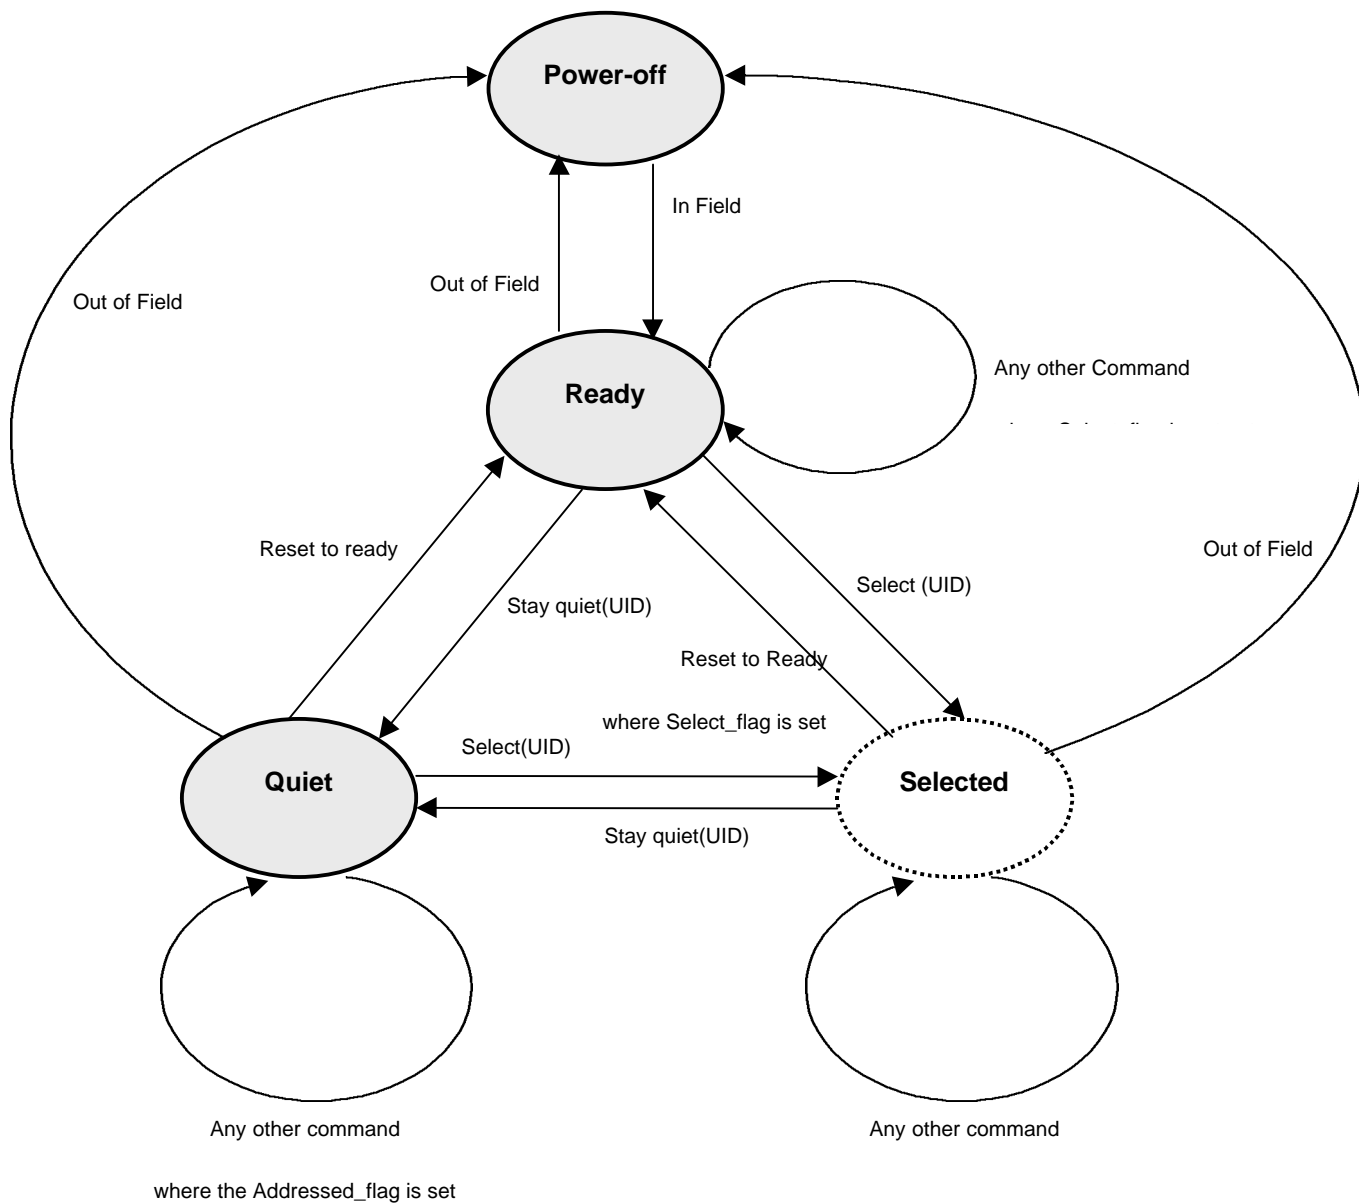 Power-off
In Field
Out of Field
Out of Field
Any other Command
Ready
Reset to ready
Out of Field
Select (UID)
Stay quiet(UID)
Reset to Ready
where Select_flag is set
Select(UID)
Quiet
Selected
Stay quiet(UID)
Any other command
Any other command
where the Addressed_flag is set